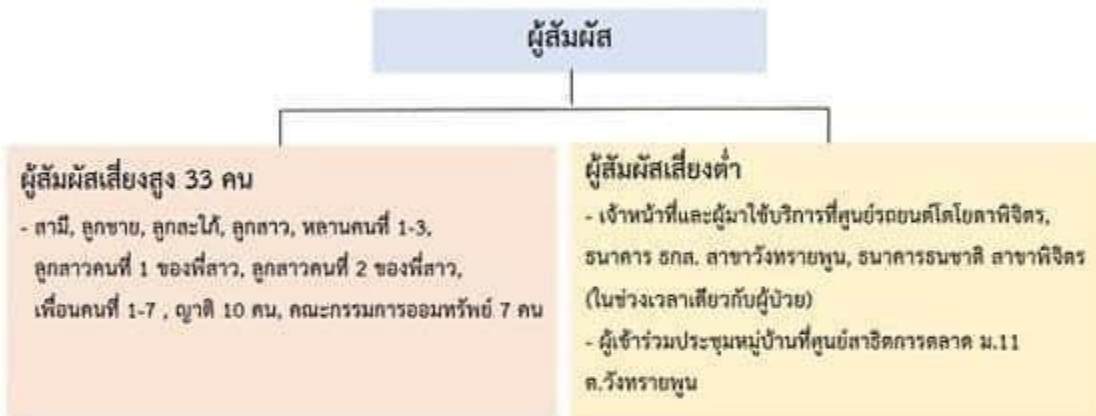 ผู้สัมผัส
ผู้สัมผัสเสี่ยงสูง 33 คน
- สามี, ลูกชาย, ลูกสะใภ้, ลูกสาว, หลานคนที่ 1-3,
ลูกสาวคนที่ 1 ของพี่สาว, ลูกสาวคนที่ 2 ของพี่สาว,
เพื่อนคนที่ 1-7 , ญาติ 10 คน, คณะกรรมการออมทรัพย์ 7 คน
ผู้สัมผัสเสี่ยงต่ำ
- เจ้าหน้าที่และผู้มาใช้บริการที่ศูนย์รถยนต์โตโยตาพิจิตร,
ธนาคาร ธกส. สาขาวังทรายพูน, ธนาคารธนชาติ สาขาพิจิตร
(ในช่วงเวลาเดียวกับผู้ป่วย)
- ผู้เข้าร่วมประชุมหมู่บ้านที่ศูนย์สาธิตการตลาด ม.11
ต.วังทรายพูน